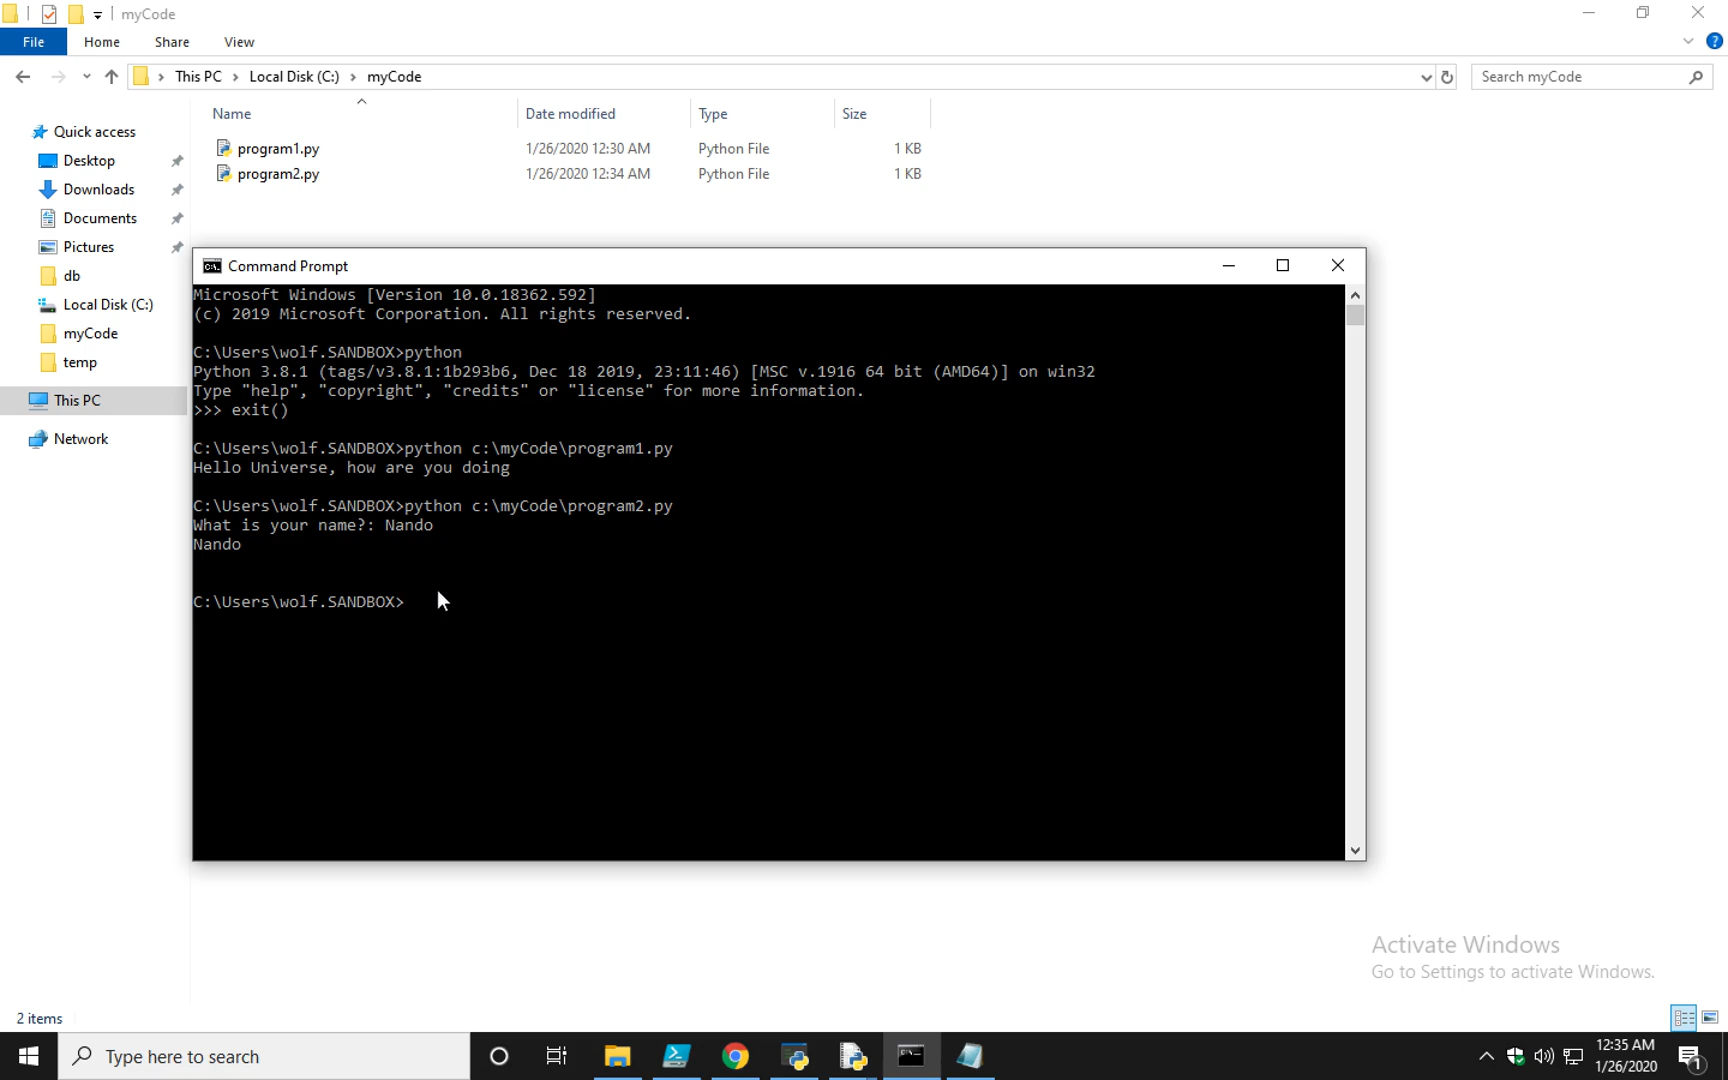 myCode
File Home Share View
This PC > Local Disk (C:) > myCode
Search myCode
Name Date modified Type Size
program1.py 1/26/2020 12:30 AM Python File 1 KB
program2.py 1/26/2020 12:34 AM Python File 1 KB
Quick access
Desktop
Downloads
Documents
Pictures
db
Local Disk (C:)
myCode
temp
This PC
Network
Command Prompt
Microsoft Windows [Version 10.0.18362.592]
(c) 2019 Microsoft Corporation. All rights reserved.
C:\Users\wolf.SANDBOX>python
Python 3.8.1 (tags/v3.8.1:1b293b6, Dec 18 2019, 23:11:46) [MSC v.1916 64 bit (AMD64)] on win32
Type "help", "copyright", "credits" or "license" for more information.
>>> exit()
C:\Users\wolf.SANDBOX>python c:\myCode\program1.py
Hello Universe, how are you doing
C:\Users\wolf.SANDBOX>python c:\myCode\program2.py
What is your name?: Nando
Nando
C:\Users\wolf.SANDBOX>
Activate Windows
Go to Settings to activate Windows.
2 items
Type here to search
12:35 AM
1/26/2020
1